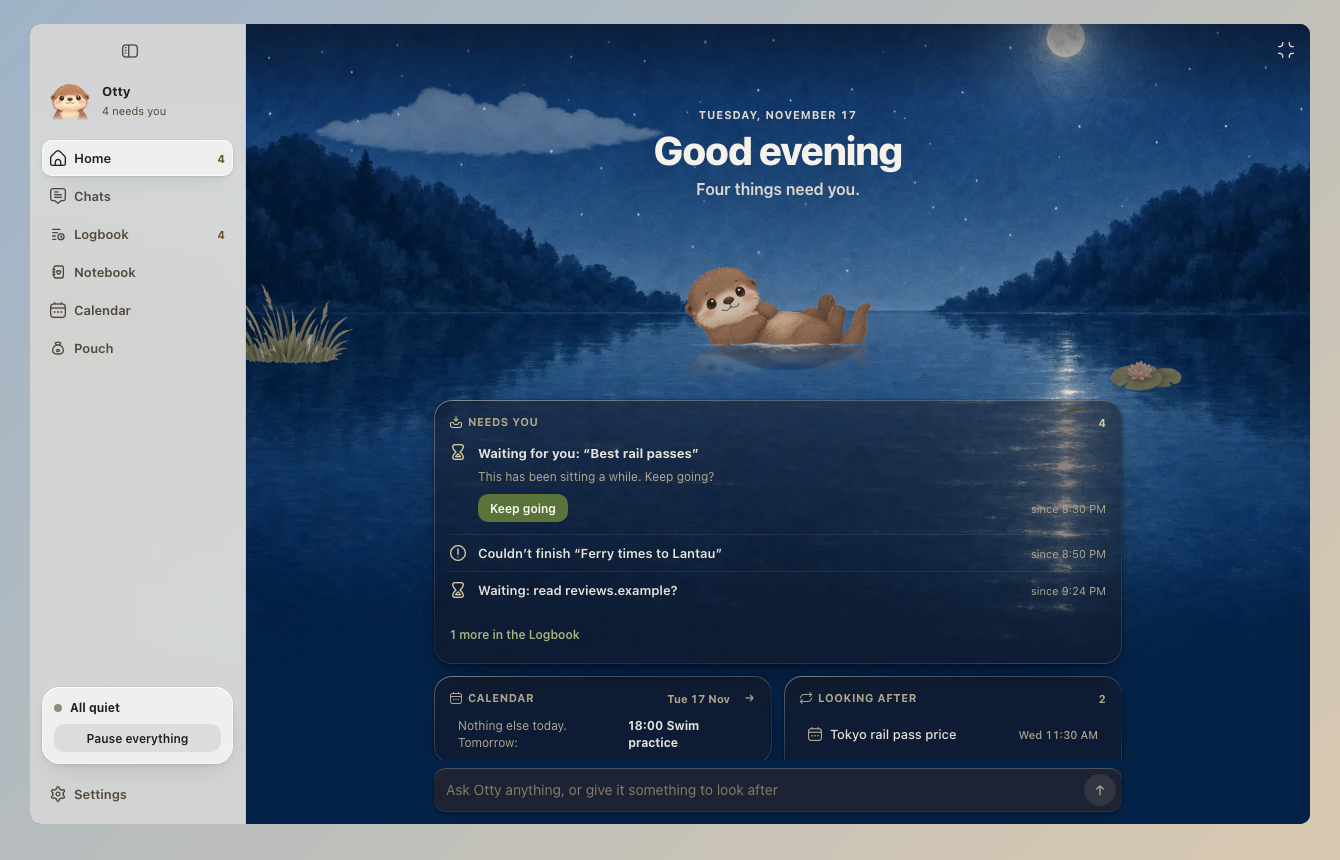 Otty
4 needs you
Home 4
Chats
Logbook 4
Notebook
Calendar
Pouch
All quiet
Pause everything
Settings
TUESDAY, NOVEMBER 17
Good evening
Four things need you.
NEEDS YOU 4
Waiting for you: “Best rail passes”
This has been sitting a while. Keep going?
Keep going since 8:30 PM
Couldn’t finish “Ferry times to Lantau” since 8:50 PM
Waiting: read reviews.example? since 9:24 PM
1 more in the Logbook
CALENDAR Tue 17 Nov
Nothing else today. Tomorrow:
18:00 Swim practice
LOOKING AFTER 2
Tokyo rail pass price Wed 11:30 AM
Ask Otty anything, or give it something to look after